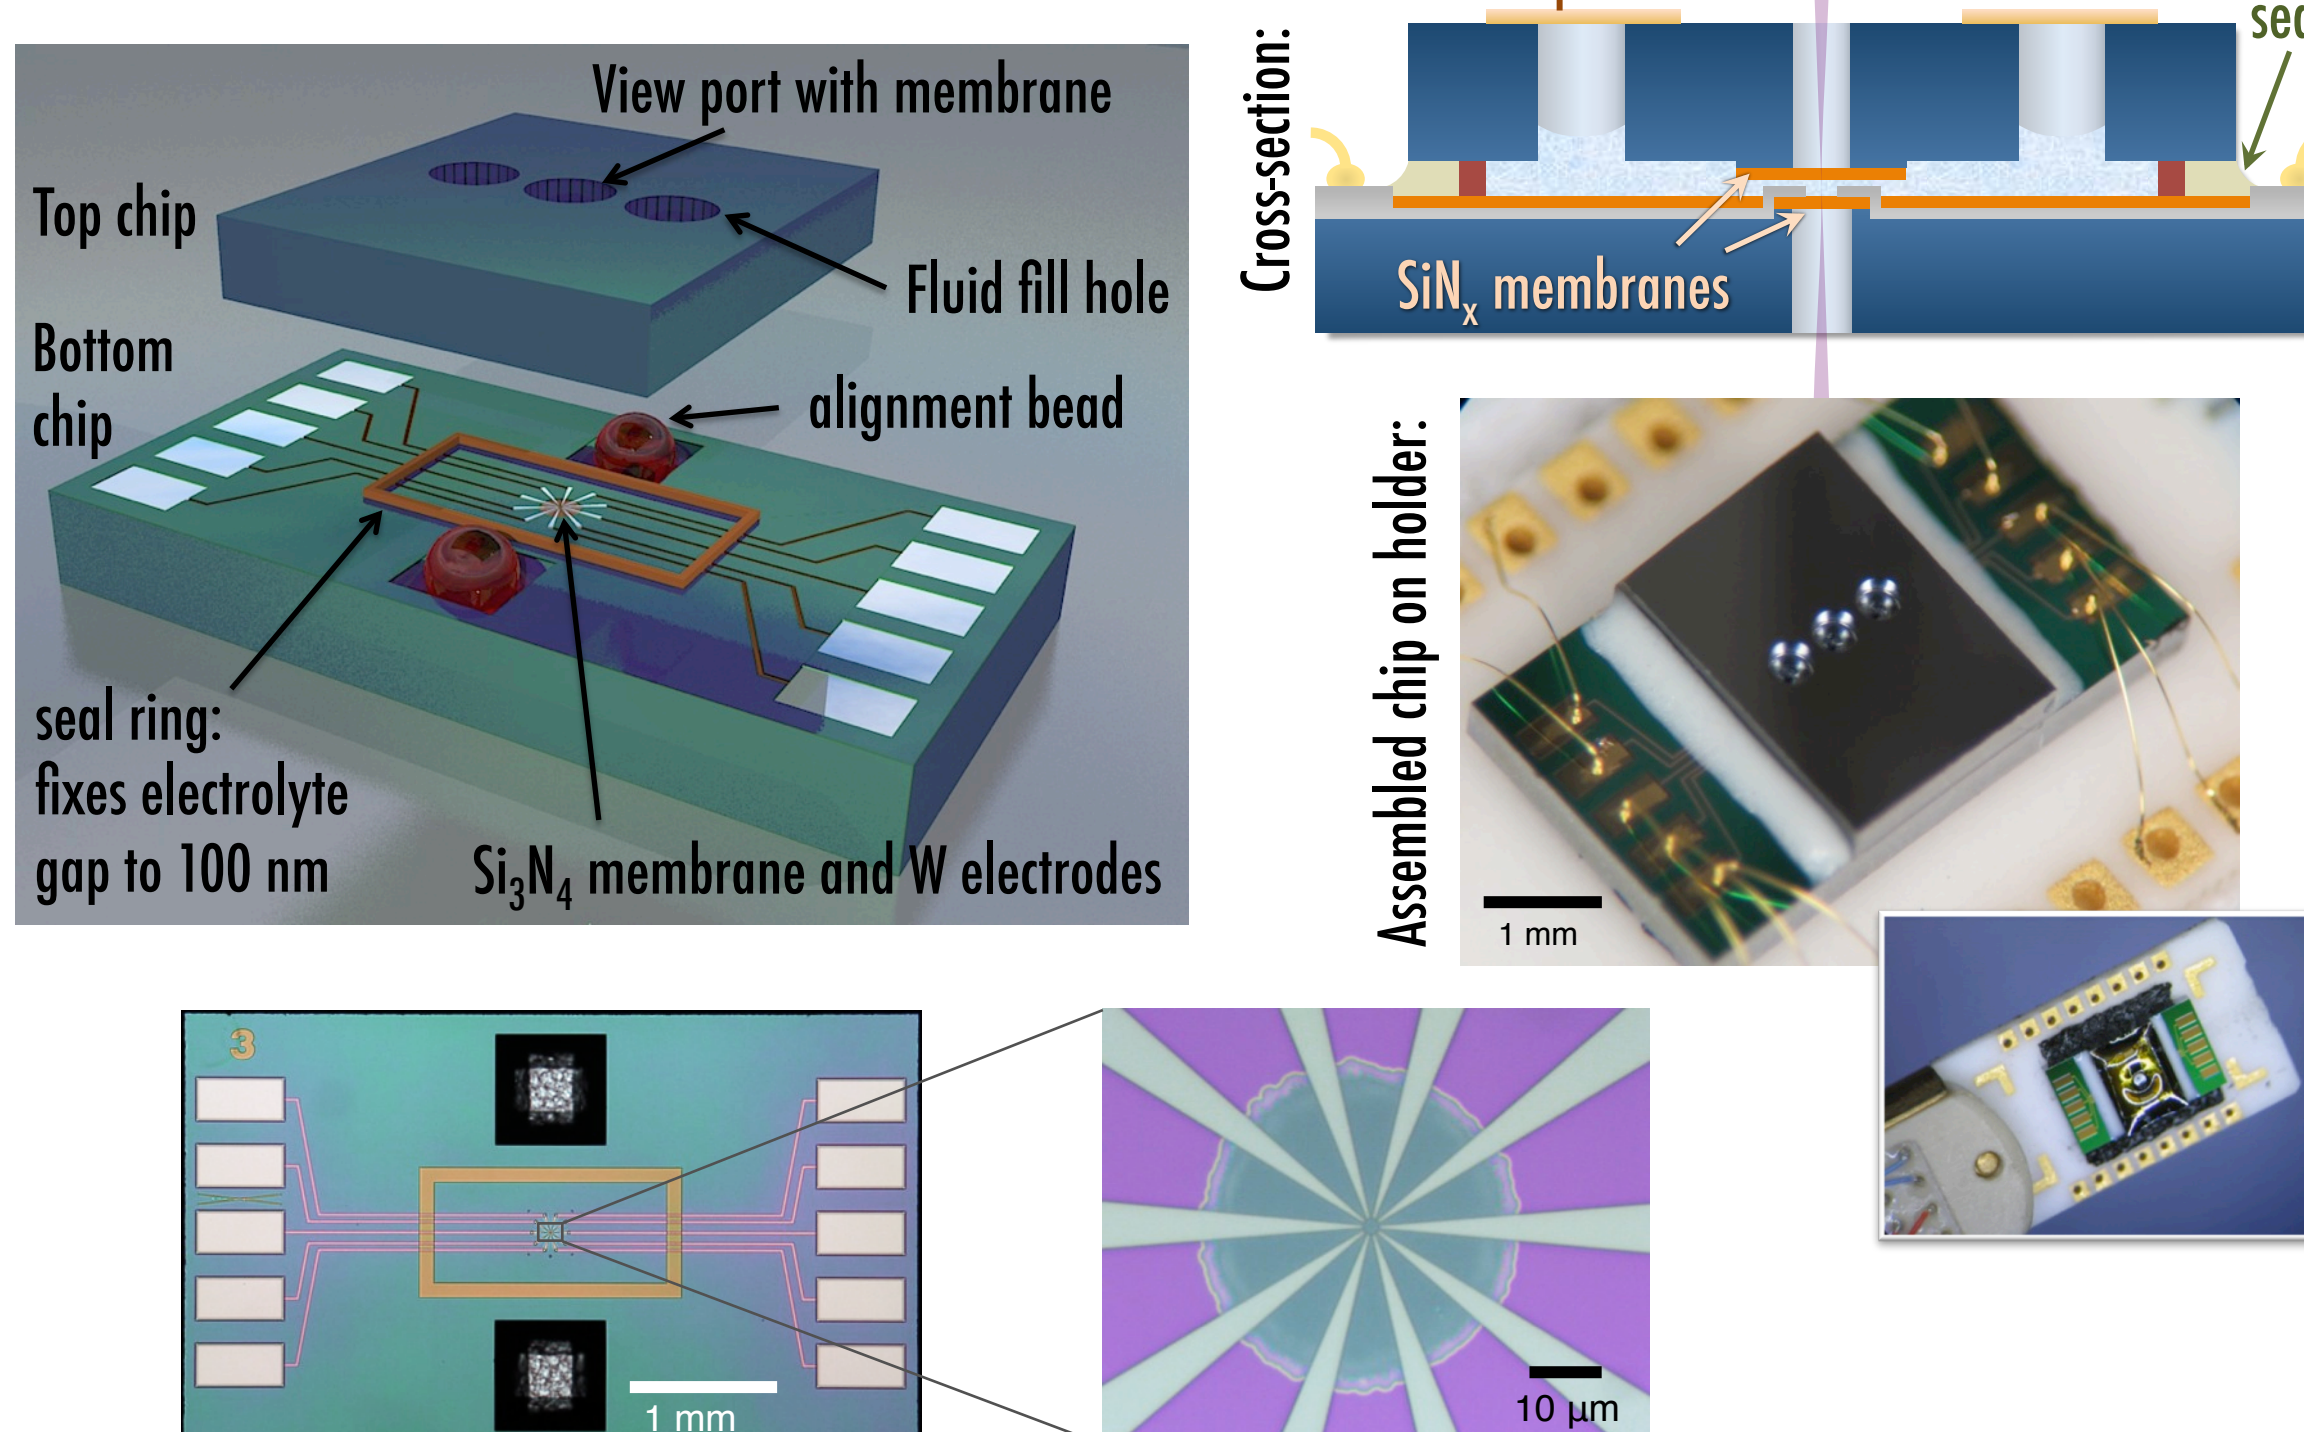 View port with membrane
Top chip
Fluid fill hole
Bottom
chip
alignment bead
seal ring:
fixes electrolyte
gap to 100 nm
Si₃N₄ membrane and W electrodes
Cross-section:
SiNₓ membranes
Assembled chip on holder:
1 mm
3
1 mm
10 μm